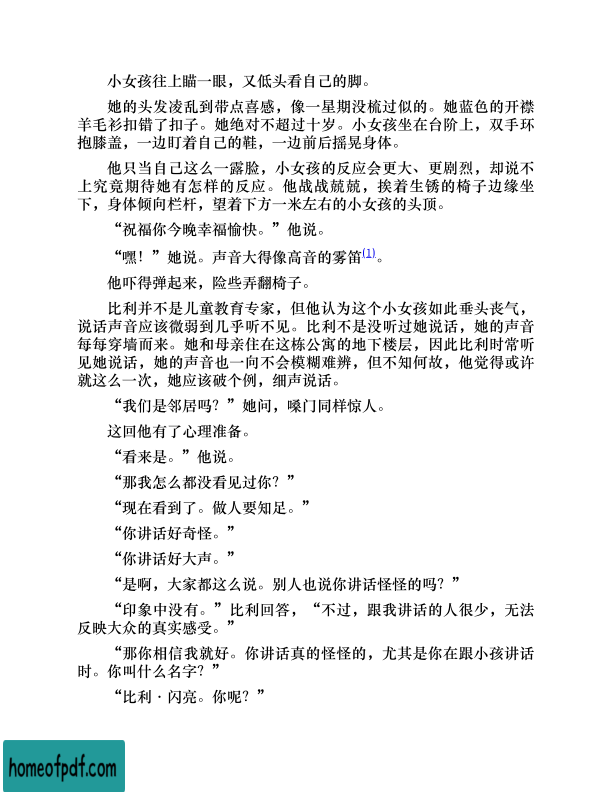 小女孩往上瞄一眼，又低头看自己的脚。
她的头发凌乱到带点喜感，像一星期没梳过似的。她蓝色的开襟
羊毛衫扣错了扣子。她绝对不超过十岁。小女孩坐在台阶上，双手环
抱膝盖，一边盯着自己的鞋，一边前后摇晃身体。
他只当自己这么一露脸，小女孩的反应会更大、更剧烈，却说不
上究竟期待她有怎样的反应。他战战兢兢，挨着生锈的椅子边缘坐
下，身体倾向栏杆，望着下方一米左右的小女孩的头顶。
“祝福你今晚幸福愉快。”他说。
“嘿！”她说。声音大得像高音的雾笛(1)。
他吓得弹起来，险些弄翻椅子。
比利并不是儿童教育专家，但他认为这个小女孩如此垂头丧气，
说话声音应该微弱到几乎听不见。比利不是没听过她说话，她的声音
每每穿墙而来。她和母亲住在这栋公寓的地下楼层，因此比利时常听
见她说话，她的声音也一向不会模糊难辨，但不知何故，他觉得或许
就这么一次，她应该破个例，细声说话。
“我们是邻居吗？”她问，嗓门同样惊人。
这回他有了心理准备。
“看来是。”他说。
“那我怎么都没看见过你？”
“现在看到了。做人要知足。”
“你讲话好奇怪。”
“你讲话好大声。”
“是啊，大家都这么说。别人也说你讲话怪怪的吗？”
“印象中没有。”比利回答，“不过，跟我讲话的人很少，无法
反映大众的真实感受。”
“那你相信我就好。你讲话真的怪怪的，尤其是你在跟小孩讲话
时。你叫什么名字？”
“比利·闪亮。你呢？”
homeofpdf.com